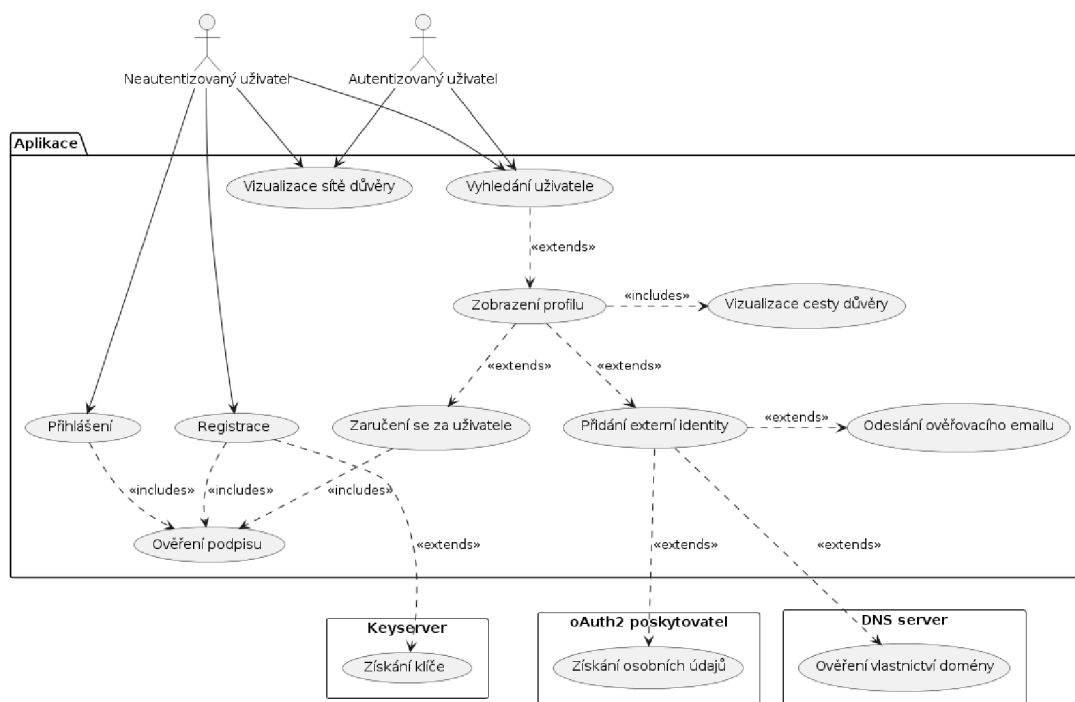 Neautentizovaný uživatel
Autentizovaný uživatel
Aplikace
Vizualizace sítě důvěry
Vyhledání uživatele
«extends»
Zobrazení profilu
«includes»
Vizualizace cesty důvěry
«extends»
«extends»
Přihlášení
Registrace
Zaručení se za uživatele
Přidání externí identity
«extends»
Odeslání ověřovacího emailu
«includes»
«includes»
«includes»
Ověření podpisu
«extends»
«extends»
«extends»
Keyserver
Získání klíče
oAuth2 poskytovatel
Získání osobních údajů
DNS server
Ověření vlastnictví domény